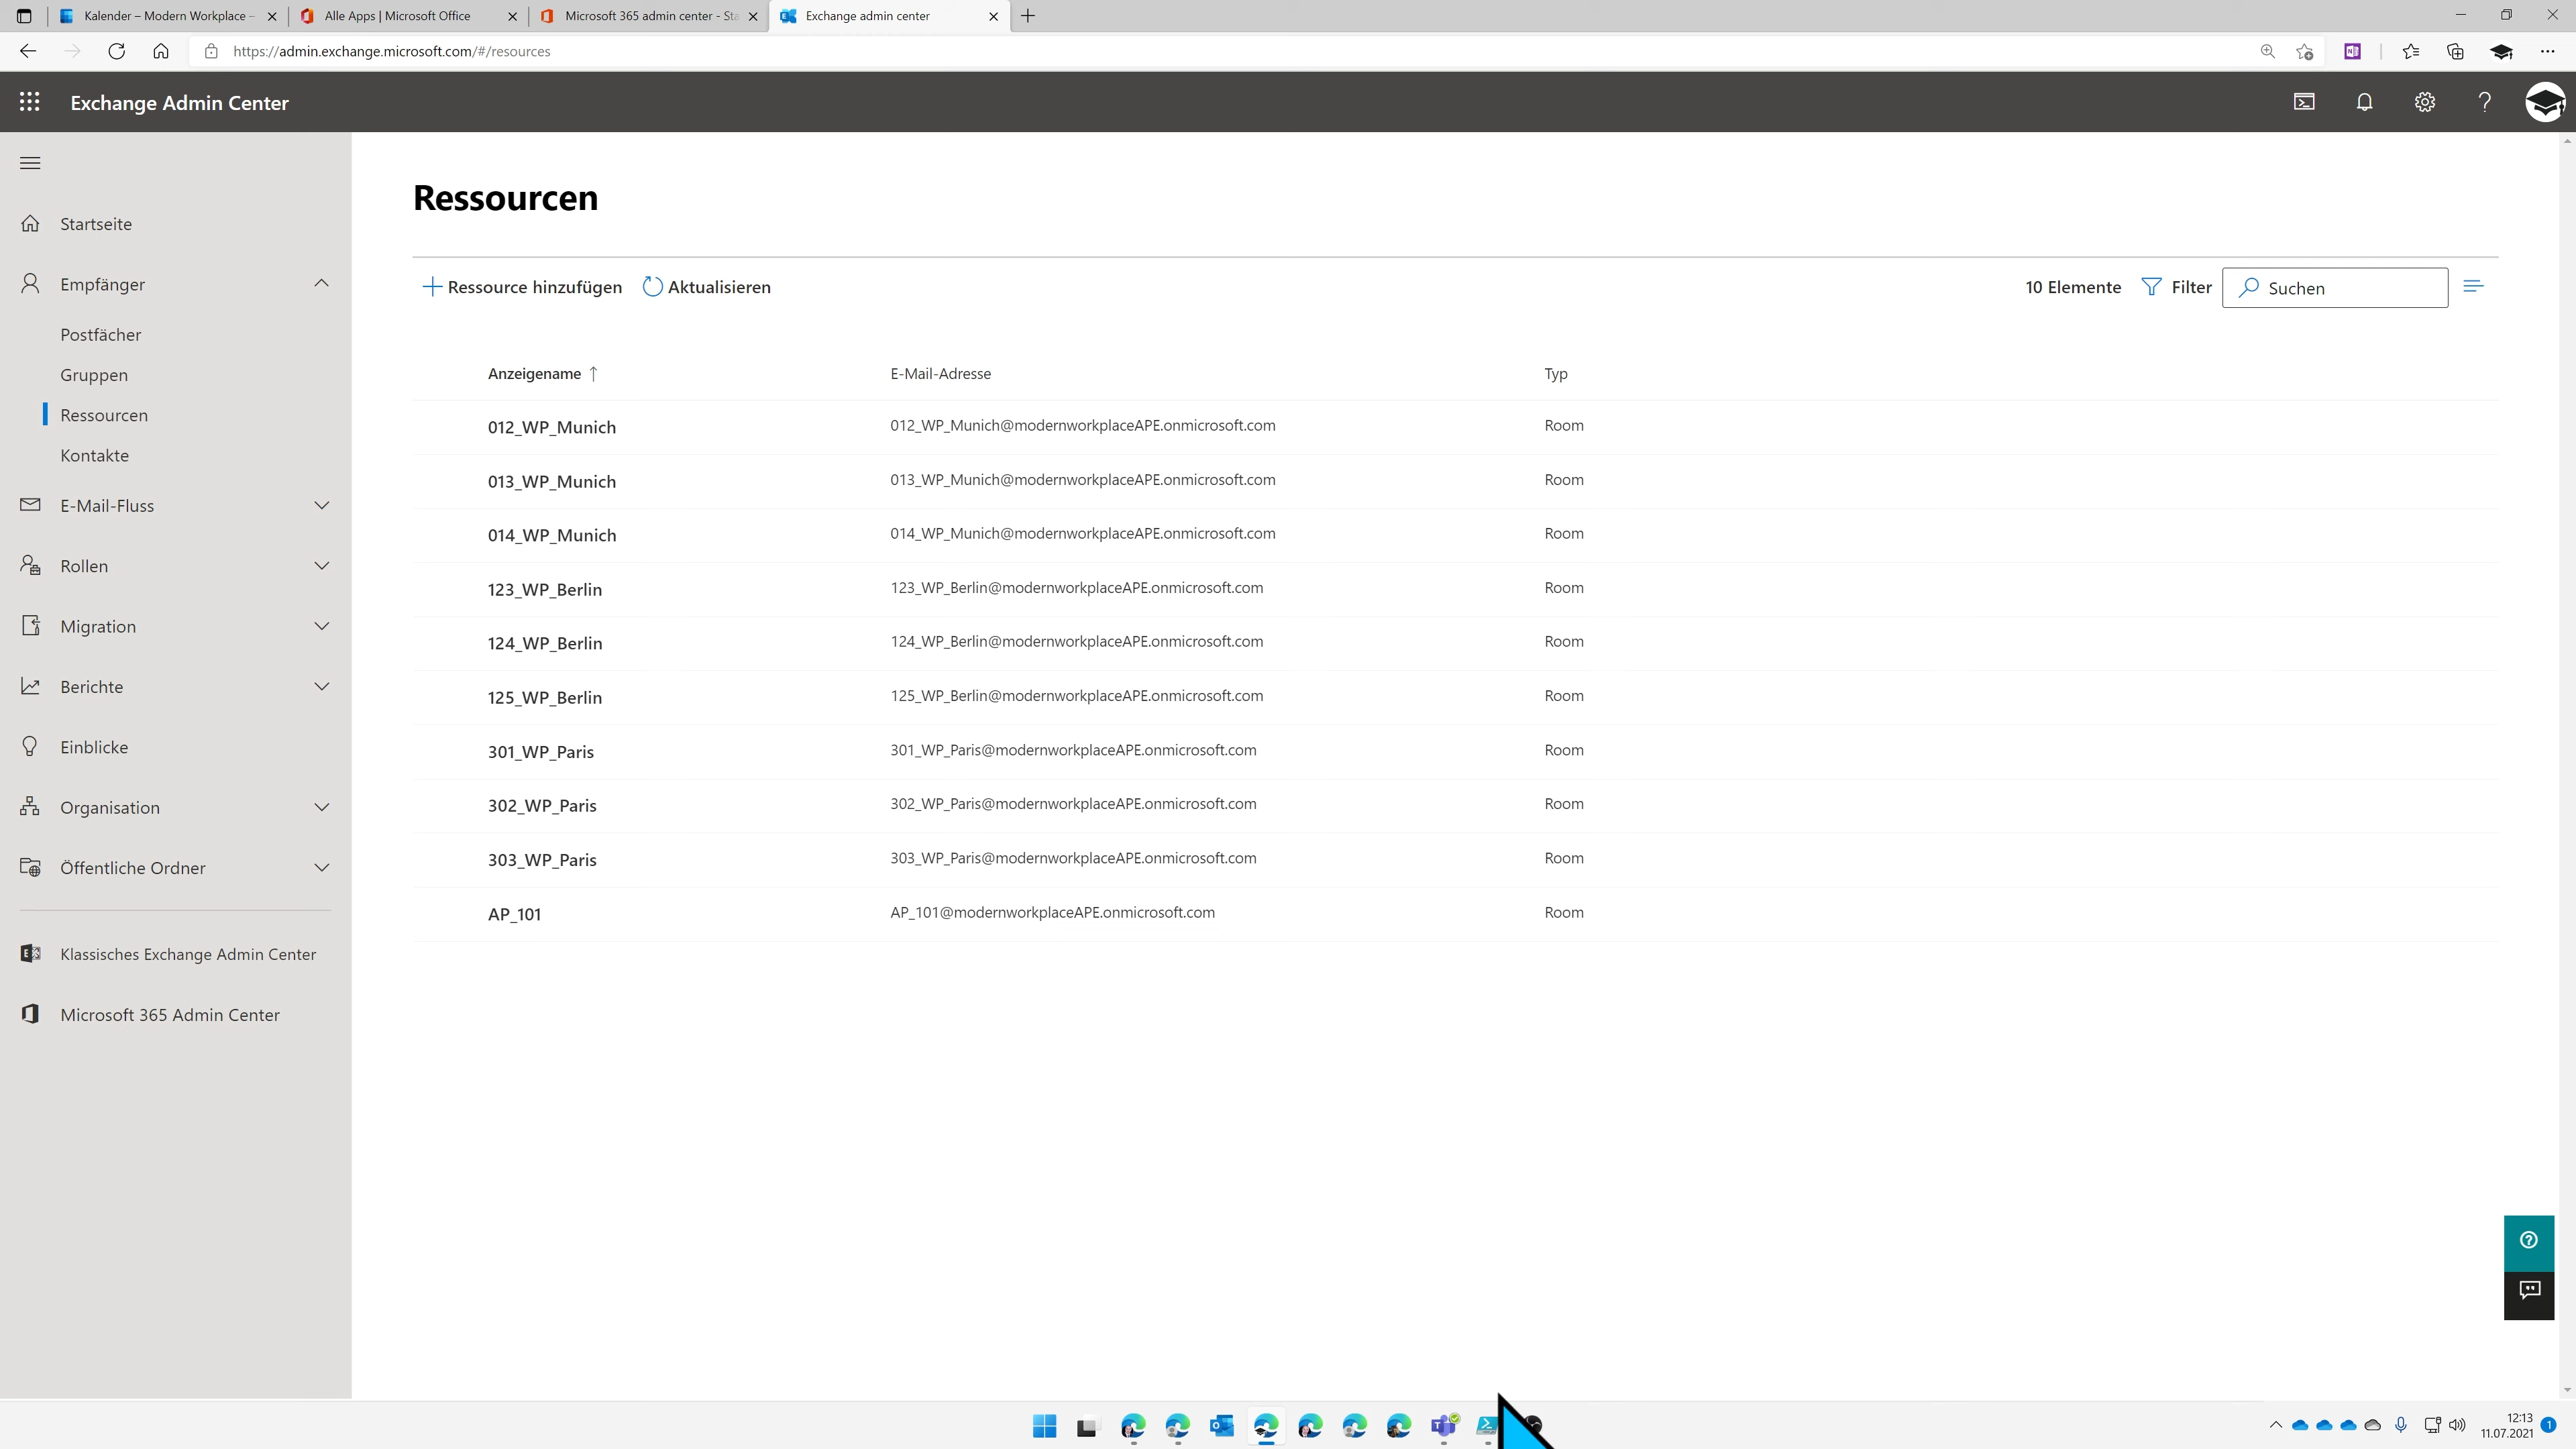 Kalender – Modern Workplace –
Alle Apps | Microsoft Office
Microsoft 365 admin center - Sta
Exchange admin center
https://admin.exchange.microsoft.com/#/resources
Exchange Admin Center
Startseite
Empfänger
Postfächer
Gruppen
Ressourcen
Kontakte
E-Mail-Fluss
Rollen
Migration
Berichte
Einblicke
Organisation
Öffentliche Ordner
Klassisches Exchange Admin Center
Microsoft 365 Admin Center
Ressourcen
Ressource hinzufügen Aktualisieren 10 Elemente Filter Suchen
Anzeigename ↑ E-Mail-Adresse Typ
012_WP_Munich 012_WP_Munich@modernworkplaceAPE.onmicrosoft.com Room
013_WP_Munich 013_WP_Munich@modernworkplaceAPE.onmicrosoft.com Room
014_WP_Munich 014_WP_Munich@modernworkplaceAPE.onmicrosoft.com Room
123_WP_Berlin 123_WP_Berlin@modernworkplaceAPE.onmicrosoft.com Room
124_WP_Berlin 124_WP_Berlin@modernworkplaceAPE.onmicrosoft.com Room
125_WP_Berlin 125_WP_Berlin@modernworkplaceAPE.onmicrosoft.com Room
301_WP_Paris 301_WP_Paris@modernworkplaceAPE.onmicrosoft.com Room
302_WP_Paris 302_WP_Paris@modernworkplaceAPE.onmicrosoft.com Room
303_WP_Paris 303_WP_Paris@modernworkplaceAPE.onmicrosoft.com Room
AP_101 AP_101@modernworkplaceAPE.onmicrosoft.com Room
12:13
11.07.2021
1